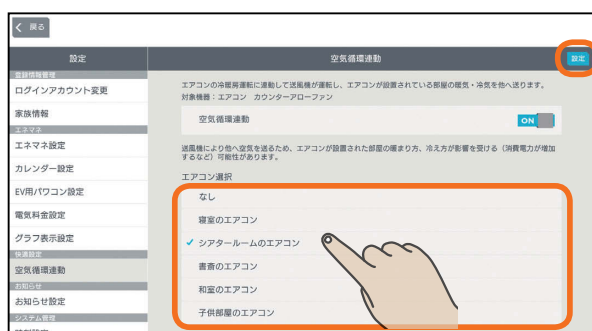 戻る
設定
空気循環連動
設定
登録情報管理
ログインアカウント変更
家族情報
エネマネ
エネマネ設定
カレンダー設定
EV用パワコン設定
電気料金設定
グラフ表示設定
快適設定
空気循環連動
お知らせ
お知らせ設定
システム管理
エアコンの冷暖房運転に連動して送風機が運転し、エアコンが設置されている部屋の暖気・冷気を他へ送ります。
対象機器：エアコン　カウンターアローファン
空気循環連動
ON
送風機により他へ空気を送るため、エアコンが設置された部屋の暖まり方、冷え方が影響を受ける（消費電力が増加
するなど）可能性があります。
エアコン選択
なし
寝室のエアコン
シアタールームのエアコン
書斎のエアコン
和室のエアコン
子供部屋のエアコン